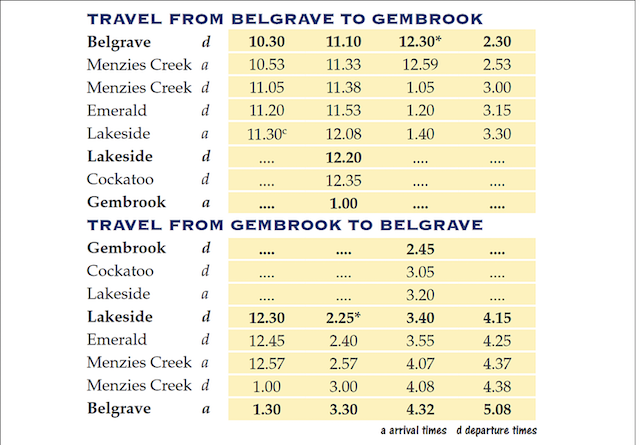 TRAVEL FROM BELGRAVE TO GEMBROOK
Belgrave d 10.30 11.10 12.30* 2.30
Menzies Creek a 10.53 11.33 12.59 2.53
Menzies Creek d 11.05 11.38 1.05 3.00
Emerald d 11.20 11.53 1.20 3.15
Lakeside a 11.30c 12.08 1.40 3.30
Lakeside d .... 12.20 .... ....
Cockatoo d .... 12.35 .... ....
Gembrook a .... 1.00 .... ....
TRAVEL FROM GEMBROOK TO BELGRAVE
Gembrook d .... .... 2.45 ....
Cockatoo d .... .... 3.05 ....
Lakeside a .... .... 3.20 ....
Lakeside d 12.30 2.25* 3.40 4.15
Emerald d 12.45 2.40 3.55 4.25
Menzies Creek a 12.57 2.57 4.07 4.37
Menzies Creek d 1.00 3.00 4.08 4.38
Belgrave a 1.30 3.30 4.32 5.08
a arrival times d departure times